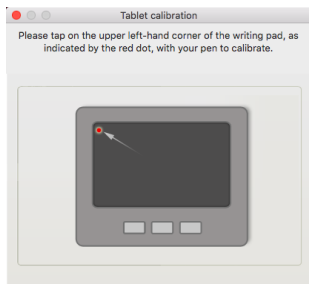 Tablet calibration
Please tap on the upper left-hand corner of the writing pad, as
indicated by the red dot, with your pen to calibrate.